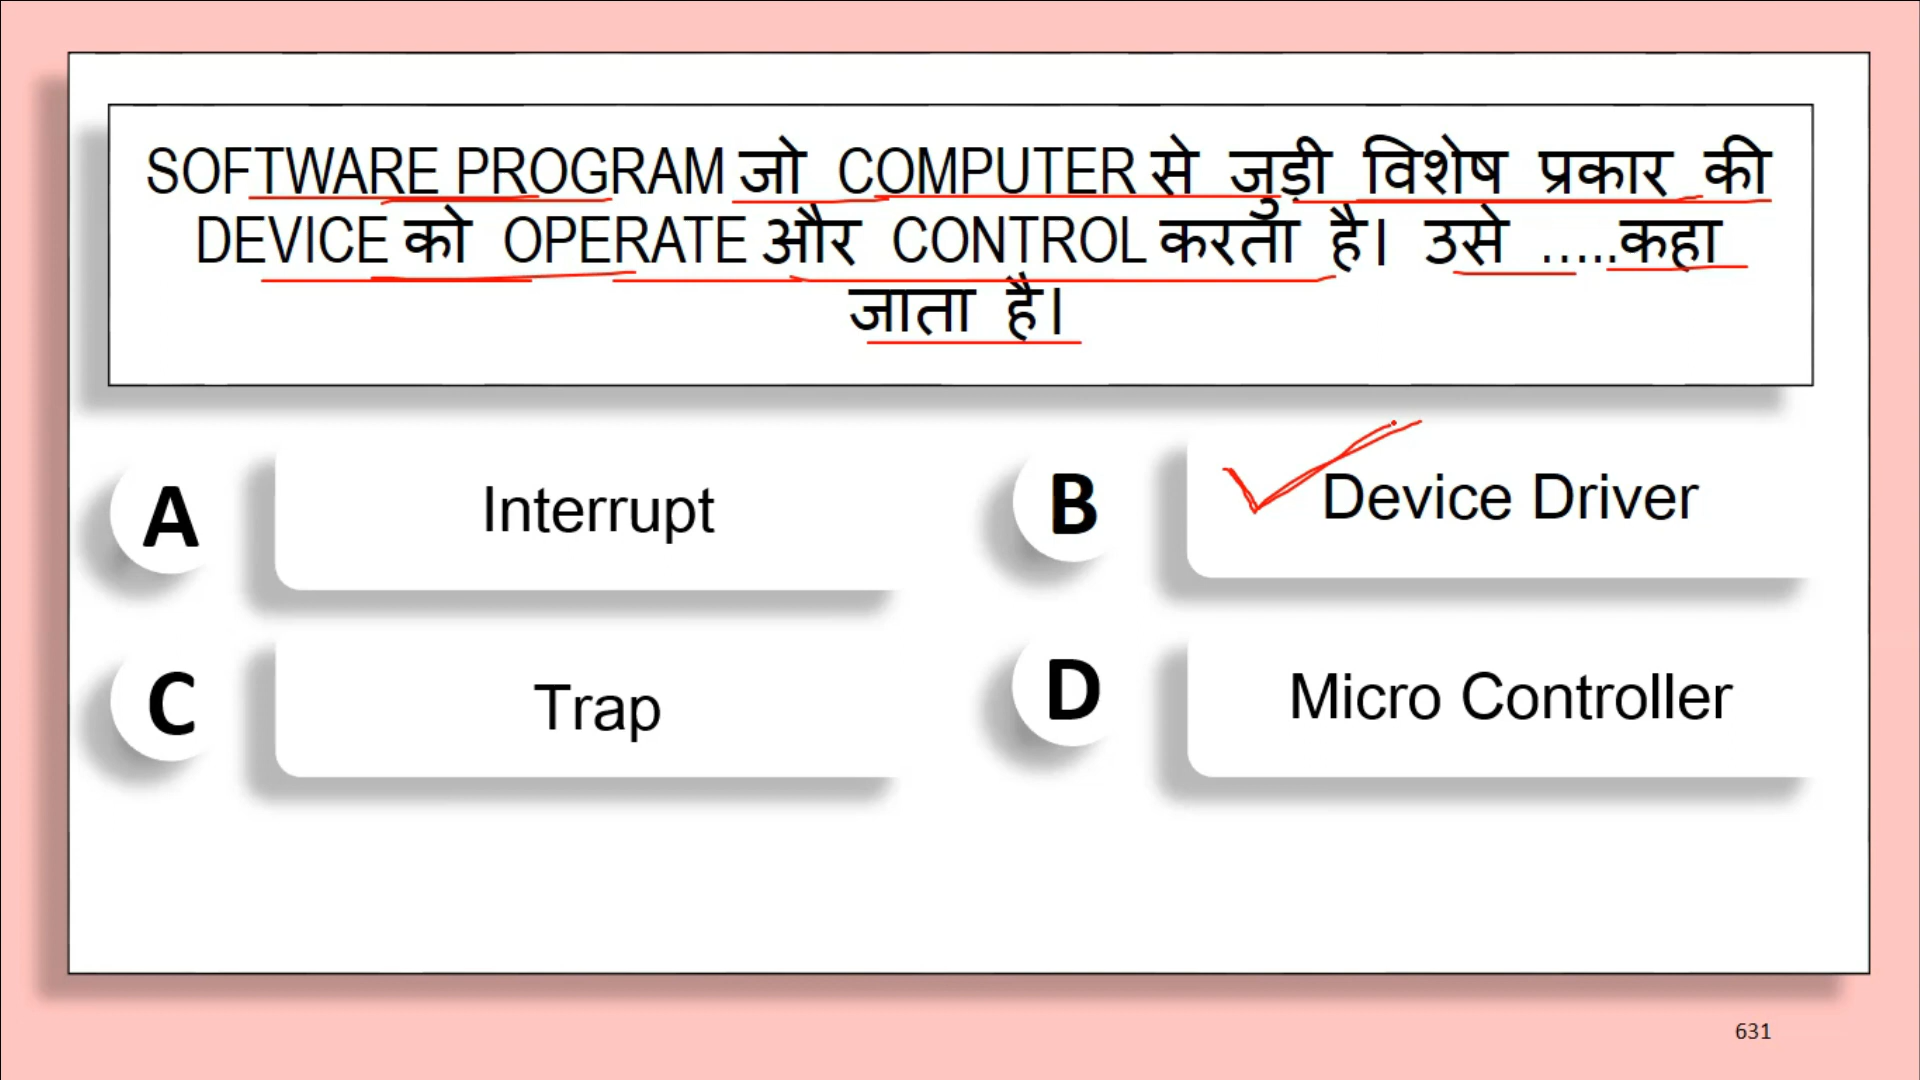 SOFTWARE PROGRAM जो COMPUTER से जुड़ी विशेष प्रकार की
DEVICE को OPERATE और CONTROL करता है। उसे .....कहा
जाता है।
A Interrupt
B Device Driver
C Trap
D Micro Controller
631